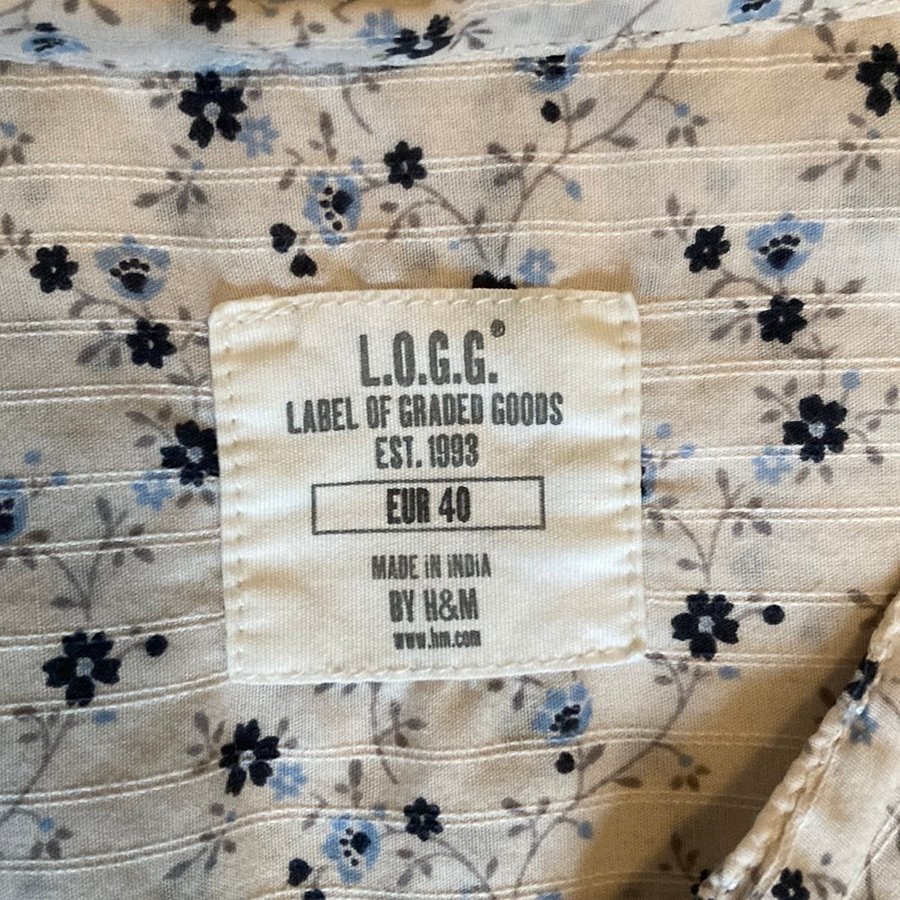 L.O.G.G.®
LABEL OF GRADED GOODS
EST. 1993
EUR 40
MADE IN INDIA
BY H&M
www.hm.com